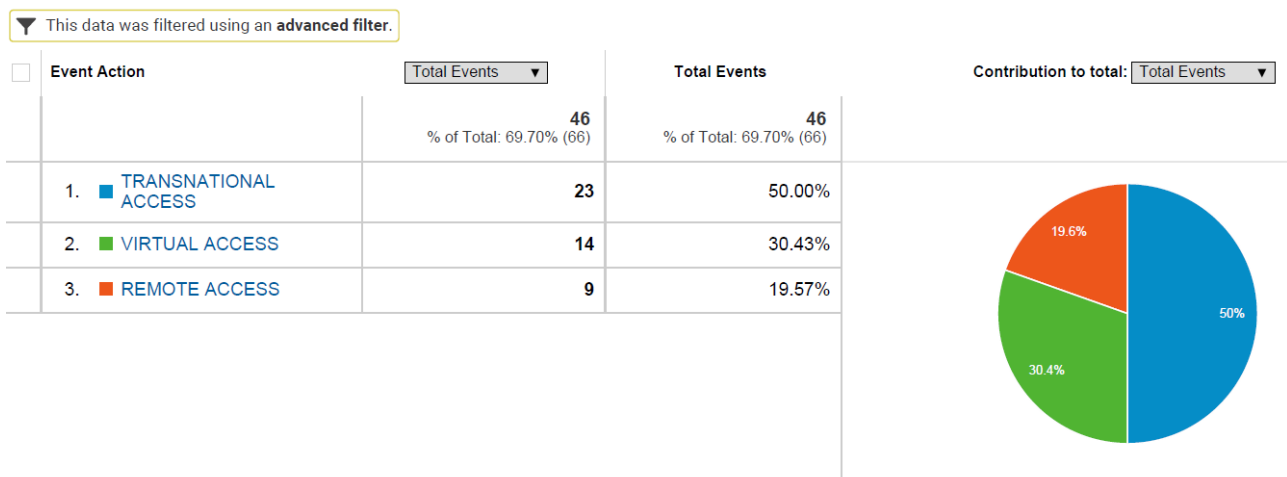 This data was filtered using an advanced filter.
Event Action
Total Events ▼
Total Events
Contribution to total: Total Events ▼
46
% of Total: 69.70% (66)
46
% of Total: 69.70% (66)
1. TRANSNATIONAL
ACCESS
23
50.00%
2. VIRTUAL ACCESS
14
30.43%
3. REMOTE ACCESS
9
19.57%
19.6%
50%
30.4%